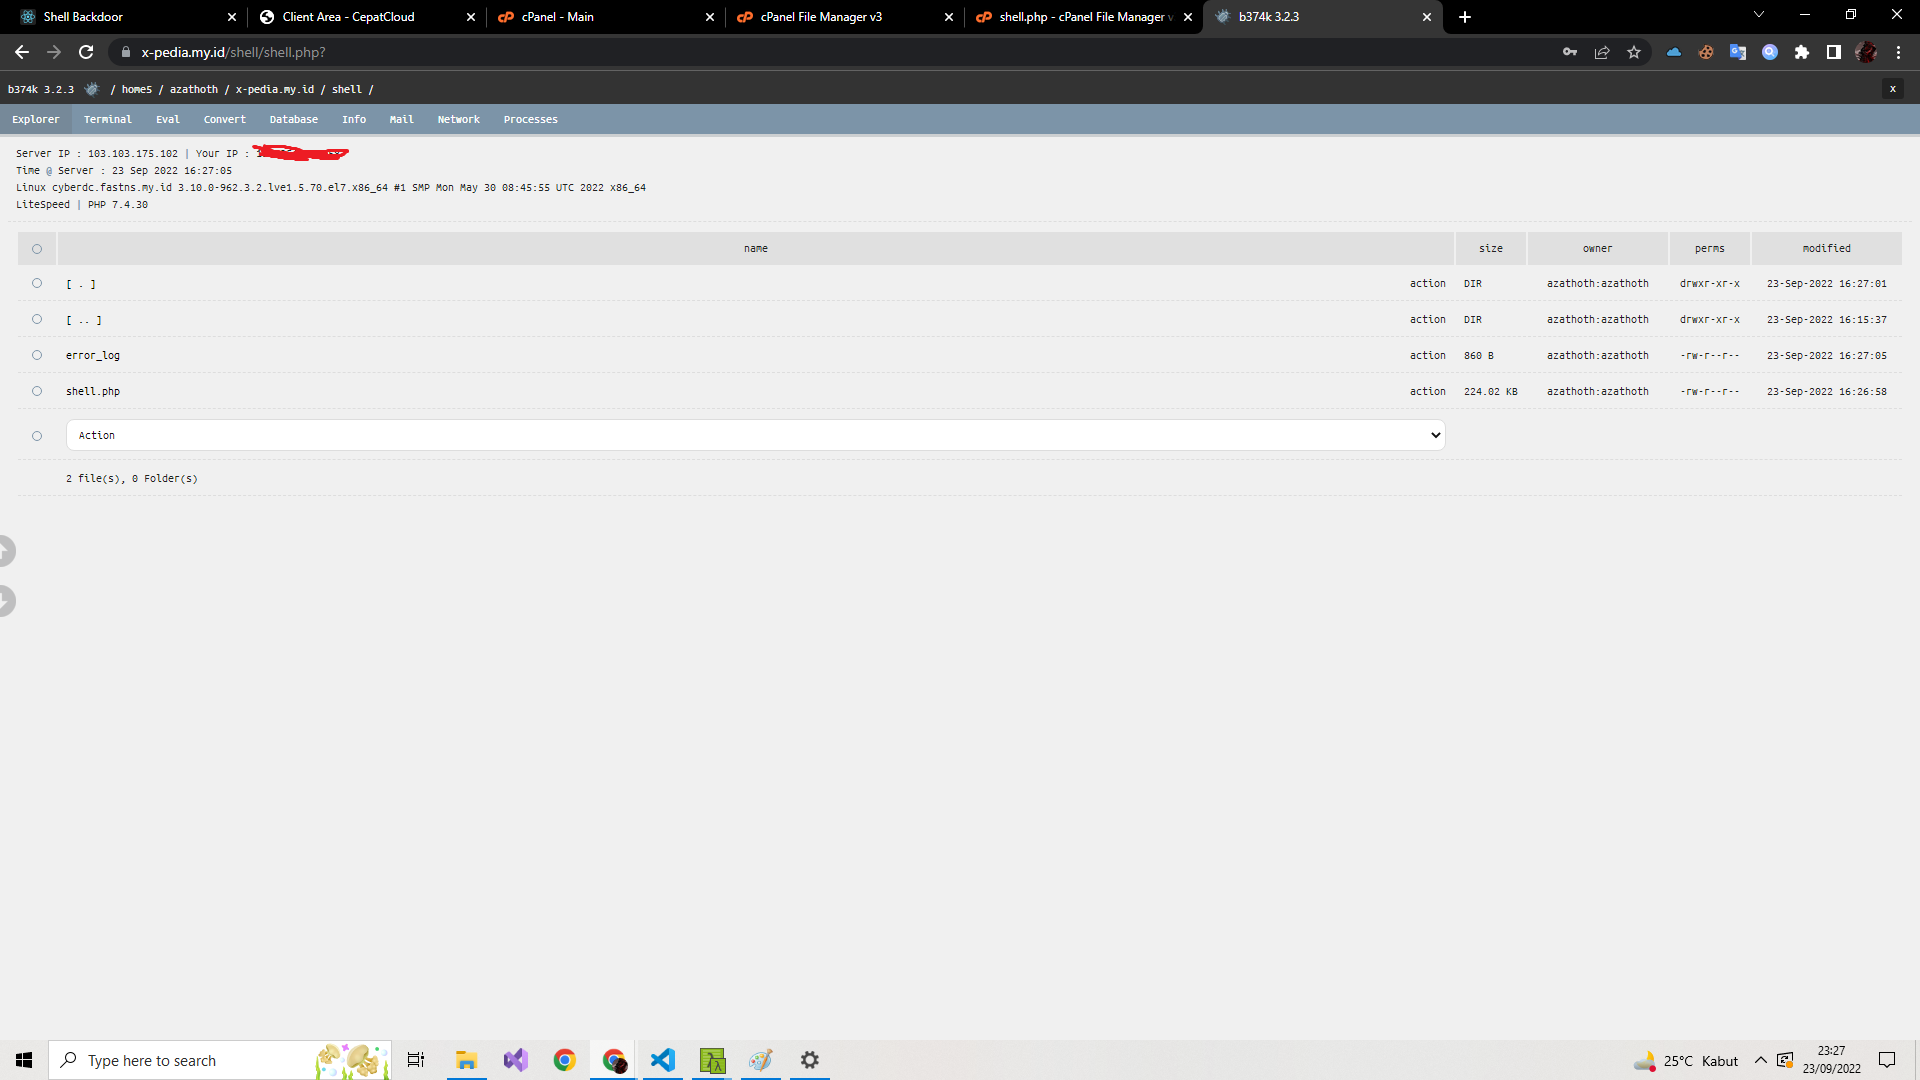 Shell Backdoor
Client Area - CepatCloud
cPanel - Main
cPanel File Manager v3
shell.php - cPanel File Manager v
b374k 3.2.3
x-pedia.my.id/shell/shell.php?
b374k 3.2.3 / home5 / azathoth / x-pedia.my.id / shell /
x
Explorer Terminal Eval Convert Database Info Mail Network Processes
Server IP : 103.103.175.102 | Your IP :
Time @ Server : 23 Sep 2022 16:27:05
Linux cyberdc.fastns.my.id 3.10.0-962.3.2.lve1.5.70.el7.x86_64 #1 SMP Mon May 30 08:45:55 UTC 2022 x86_64
LiteSpeed | PHP 7.4.30
name size owner perms modified
[ . ] action DIR azathoth:azathoth drwxr-xr-x 23-Sep-2022 16:27:01
[ .. ] action DIR azathoth:azathoth drwxr-xr-x 23-Sep-2022 16:15:37
error_log action 860 B azathoth:azathoth -rw-r--r-- 23-Sep-2022 16:27:05
shell.php action 224.02 KB azathoth:azathoth -rw-r--r-- 23-Sep-2022 16:26:58
Action
2 file(s), 0 Folder(s)
Type here to search
25°C Kabut
23:27
23/09/2022